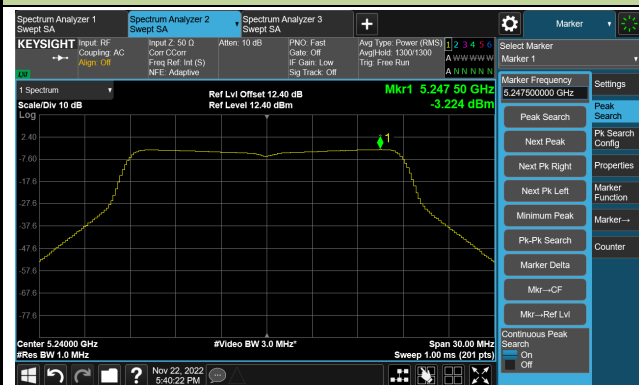 Spectrum Analyzer 1
Swept SA
Spectrum Analyzer 2
Swept SA
Spectrum Analyzer 3
Swept SA
Marker
KEYSIGHT
Input: RF
Coupling: AC
Align: Off
Input Z: 50 Ω
Corr CCorr
Freq Ref: Int (S)
NFE: Adaptive
Atten: 10 dB
PNO: Fast
Gate: Off
IF Gain: Low
Sig Track: Off
Avg Type: Power (RMS)
Avg|Hold: 1300/1300
Trig: Free Run
1 2 3 4 5 6
A W W W W W
A N N N N N
LXI
1 Spectrum
Scale/Div 10 dB
Log
Ref Lvl Offset 12.40 dB
Ref Level 12.40 dBm
Mkr1 5.247 50 GHz
-3.224 dBm
1
2.40
-7.60
-17.6
-27.6
-37.6
-47.6
-57.6
-67.6
-77.6
Center 5.24000 GHz
#Res BW 1.0 MHz
#Video BW 3.0 MHz*
Span 30.00 MHz
Sweep 1.00 ms (201 pts)
Nov 22, 2022
5:40:22 PM
?
Select Marker
Marker 1
Marker Frequency
5.247500000 GHz
Peak Search
Next Peak
Next Pk Right
Next Pk Left
Minimum Peak
Pk-Pk Search
Marker Delta
Mkr→CF
Mkr→Ref Lvl
Continuous Peak
Search
On
Off
Settings
Peak
Search
Pk Search
Config
Properties
Marker
Function
Marker→
Counter